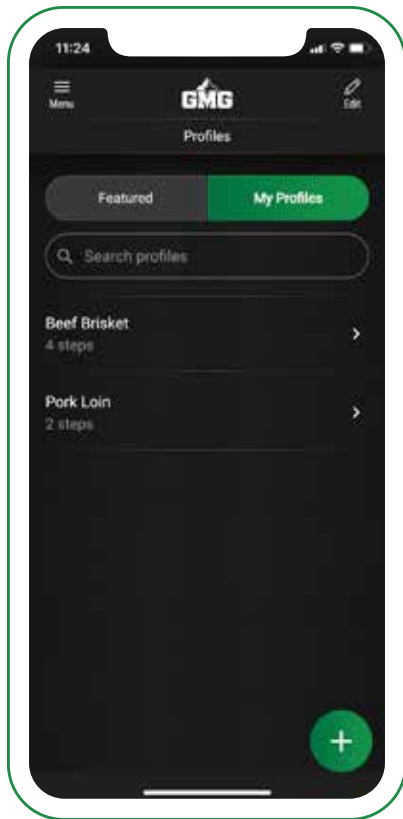 11:24
Menu
GMG
Edit
Profiles
Featured
My Profiles
Search profiles
Beef Brisket
4 steps
Pork Loin
2 steps
+